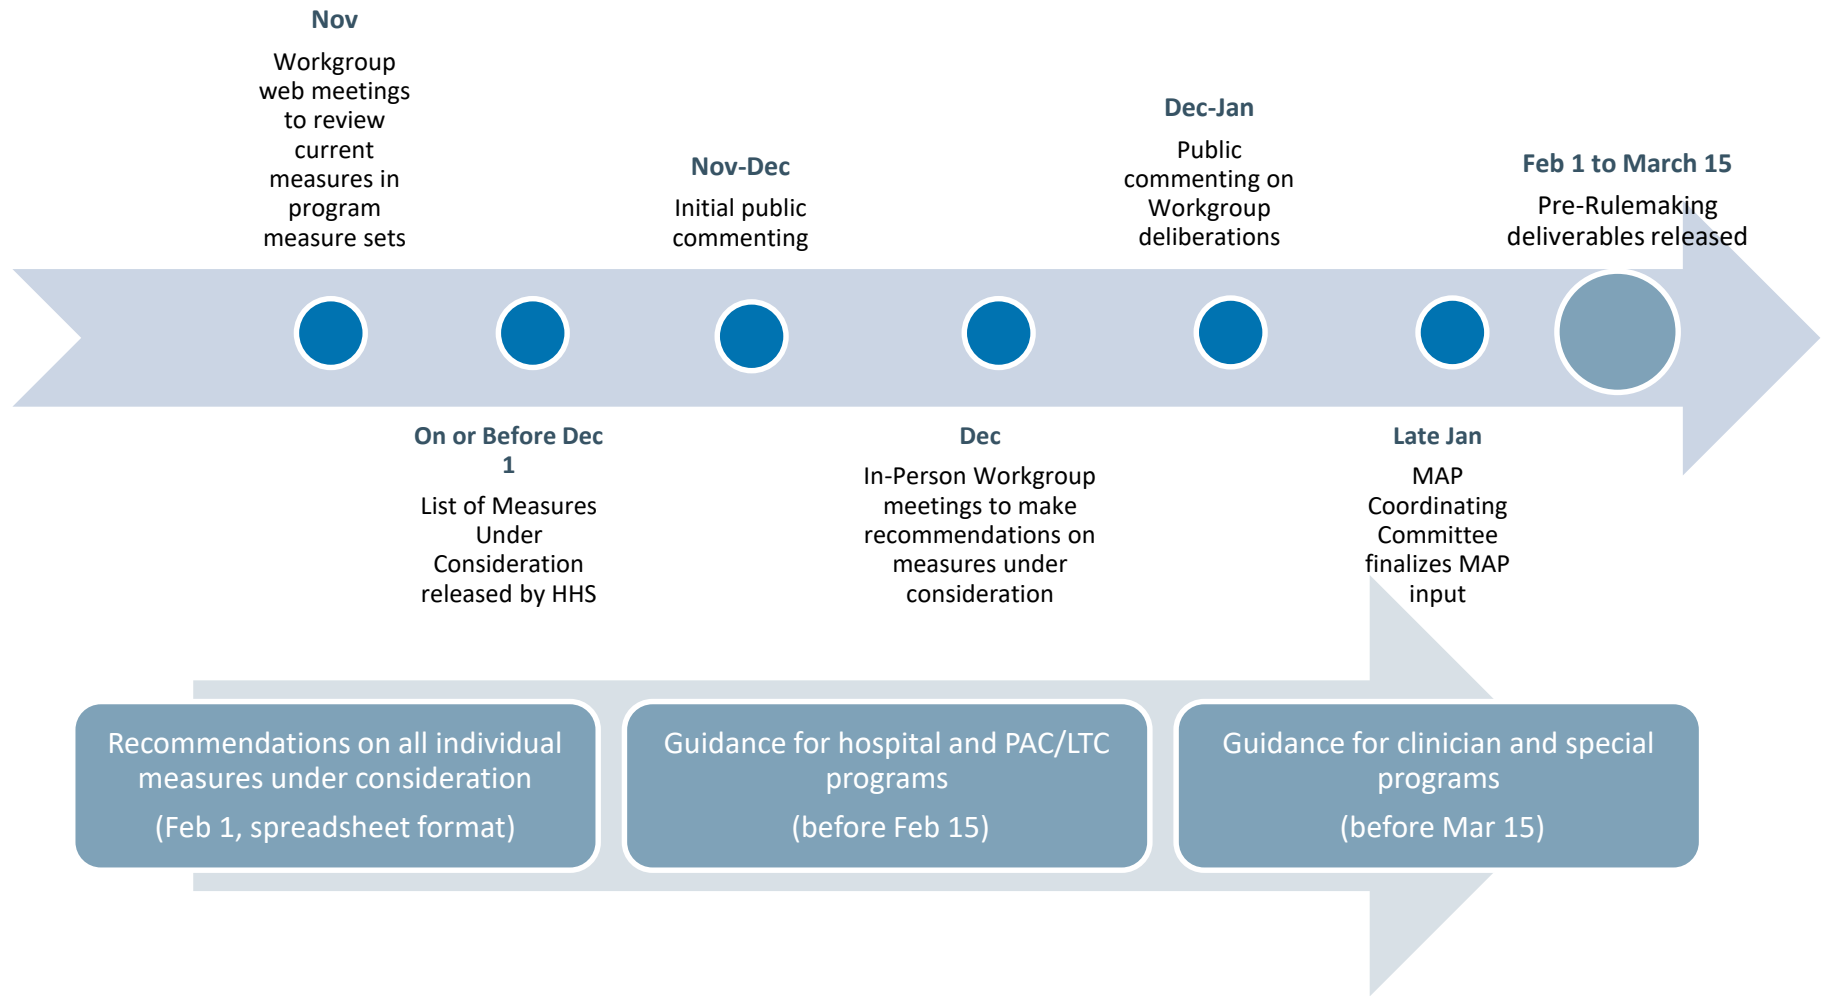 Nov
Workgroup
web meetings
to review
current
measures in
program
measure sets
Nov-Dec
Initial public
commenting
Dec-Jan
Public
commenting on
Workgroup
deliberations
Feb 1 to March 15
Pre-Rulemaking
deliverables released
On or Before Dec
1
List of Measures
Under
Consideration
released by HHS
Dec
In-Person Workgroup
meetings to make
recommendations on
measures under
consideration
Late Jan
MAP
Coordinating
Committee
finalizes MAP
input
Recommendations on all individual
measures under consideration
(Feb 1, spreadsheet format)
Guidance for hospital and PAC/LTC
programs
(before Feb 15)
Guidance for clinician and special
programs
(before Mar 15)